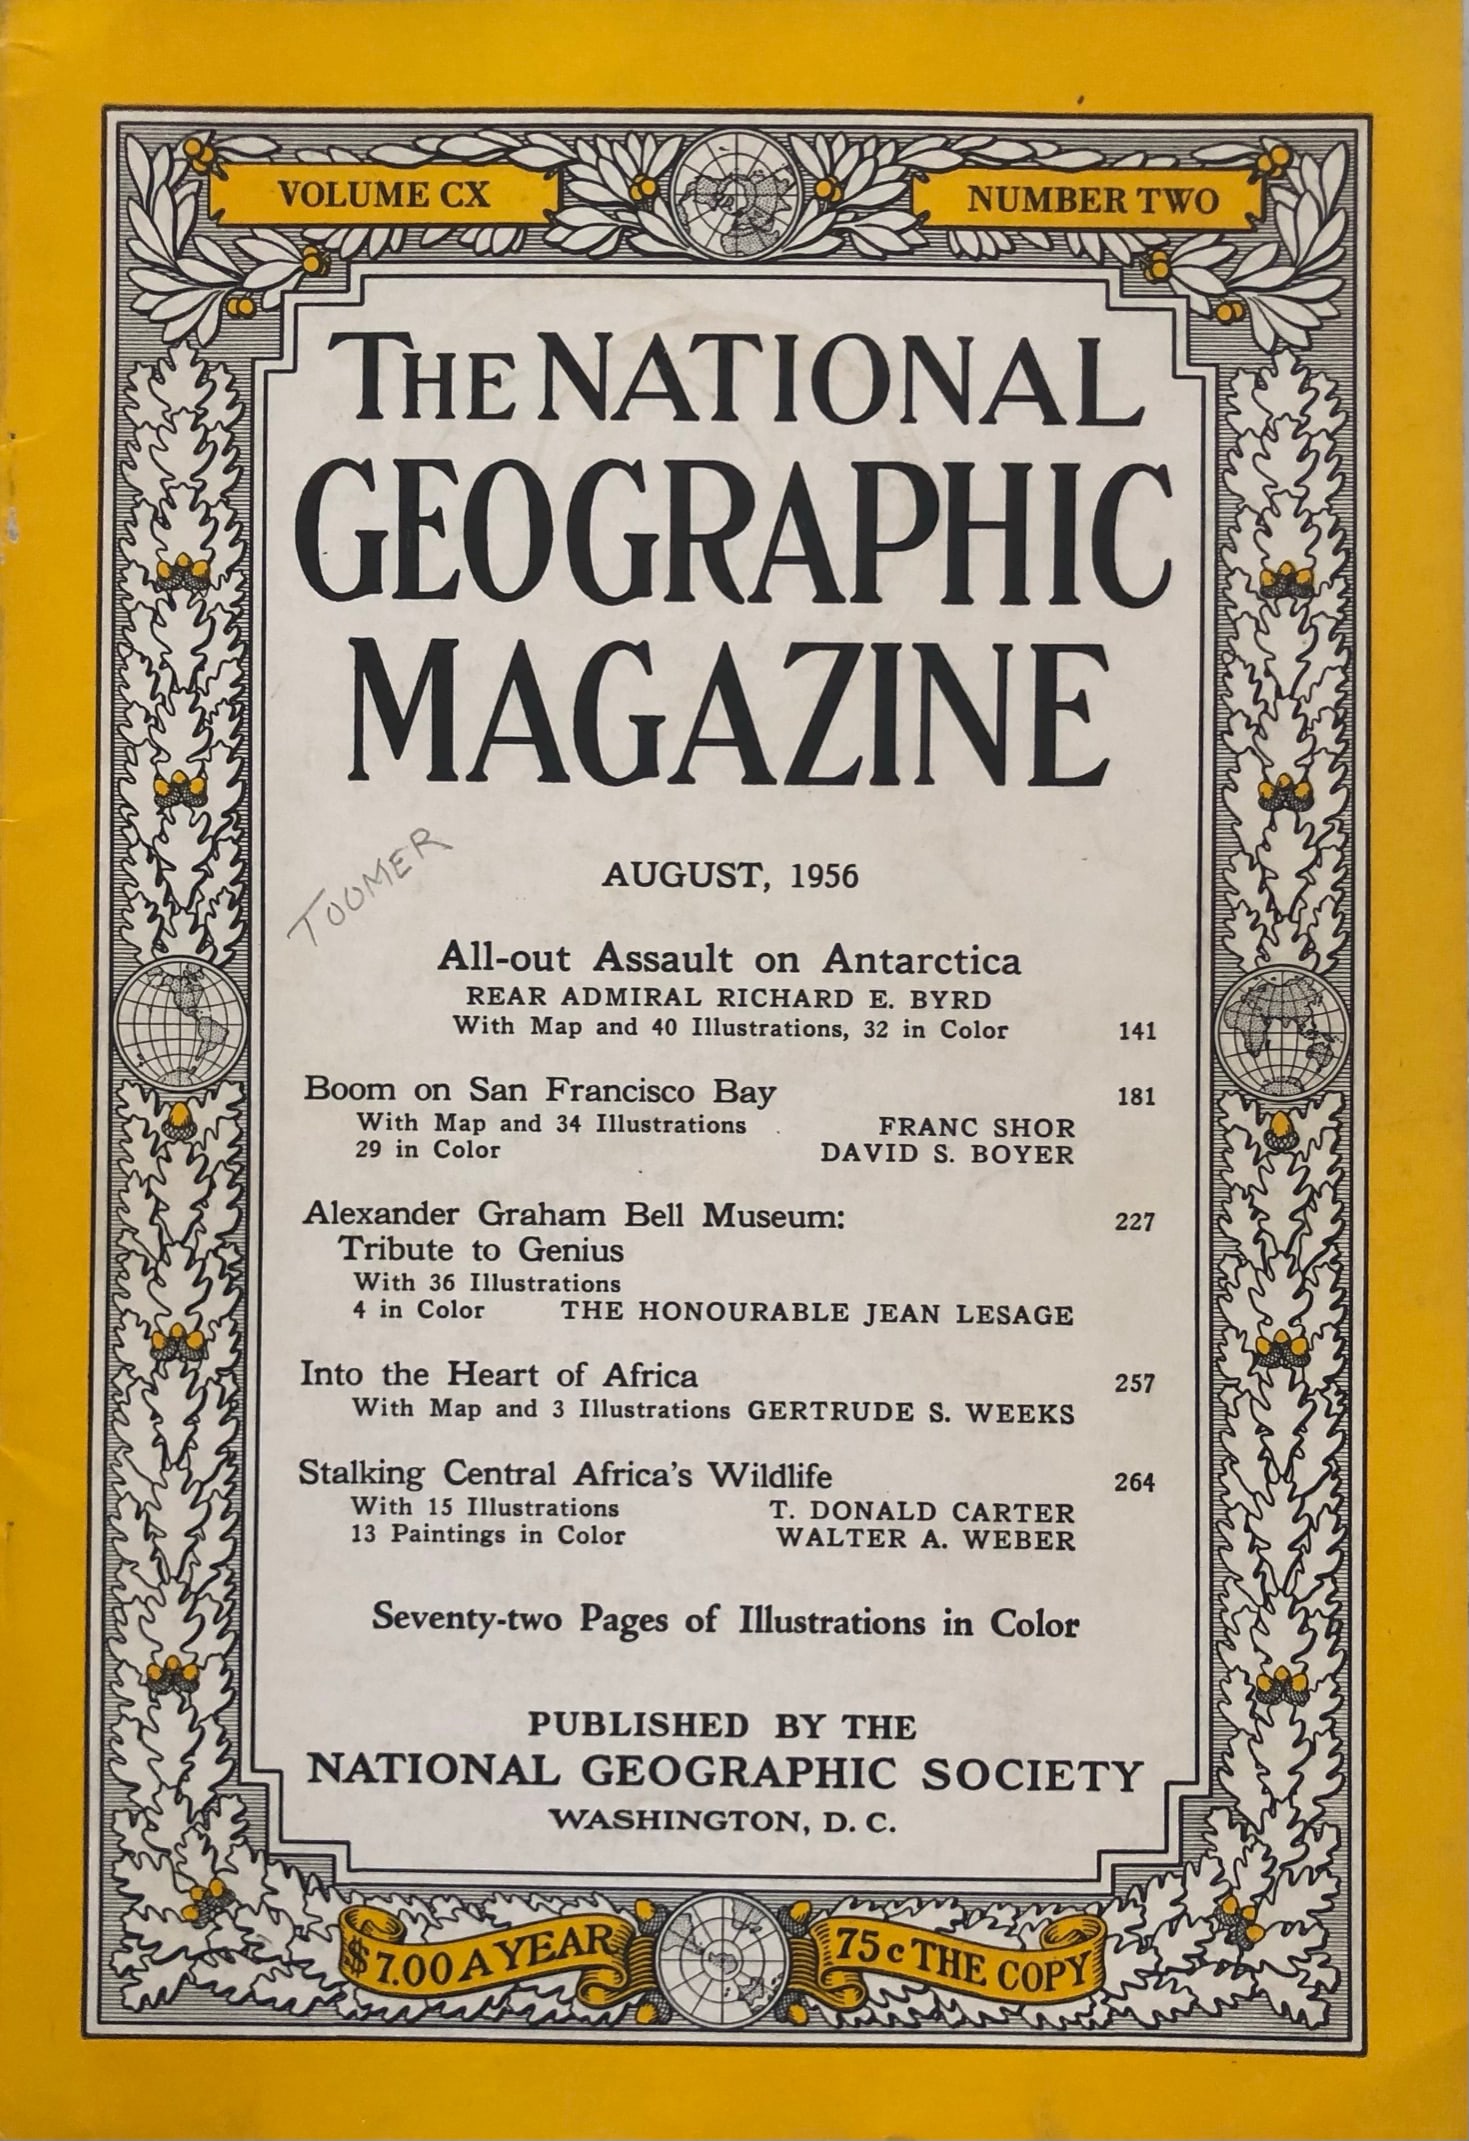 VOLUME CX
NUMBER TWO
THE NATIONAL
GEOGRAPHIC
MAGAZINE
TOOMER
AUGUST, 1956
All-out Assault on Antarctica
REAR ADMIRAL RICHARD E. BYRD
With Map and 40 Illustrations, 32 in Color 141
Boom on San Francisco Bay 181
With Map and 34 Illustrations FRANC SHOR
29 in Color DAVID S. BOYER
Alexander Graham Bell Museum: 227
Tribute to Genius
With 36 Illustrations
4 in Color THE HONOURABLE JEAN LESAGE
Into the Heart of Africa 257
With Map and 3 Illustrations GERTRUDE S. WEEKS
Stalking Central Africa's Wildlife 264
With 15 Illustrations T. DONALD CARTER
13 Paintings in Color WALTER A. WEBER
Seventy-two Pages of Illustrations in Color
PUBLISHED BY THE
NATIONAL GEOGRAPHIC SOCIETY
WASHINGTON, D. C.
$7.00 A YEAR
75c THE COPY